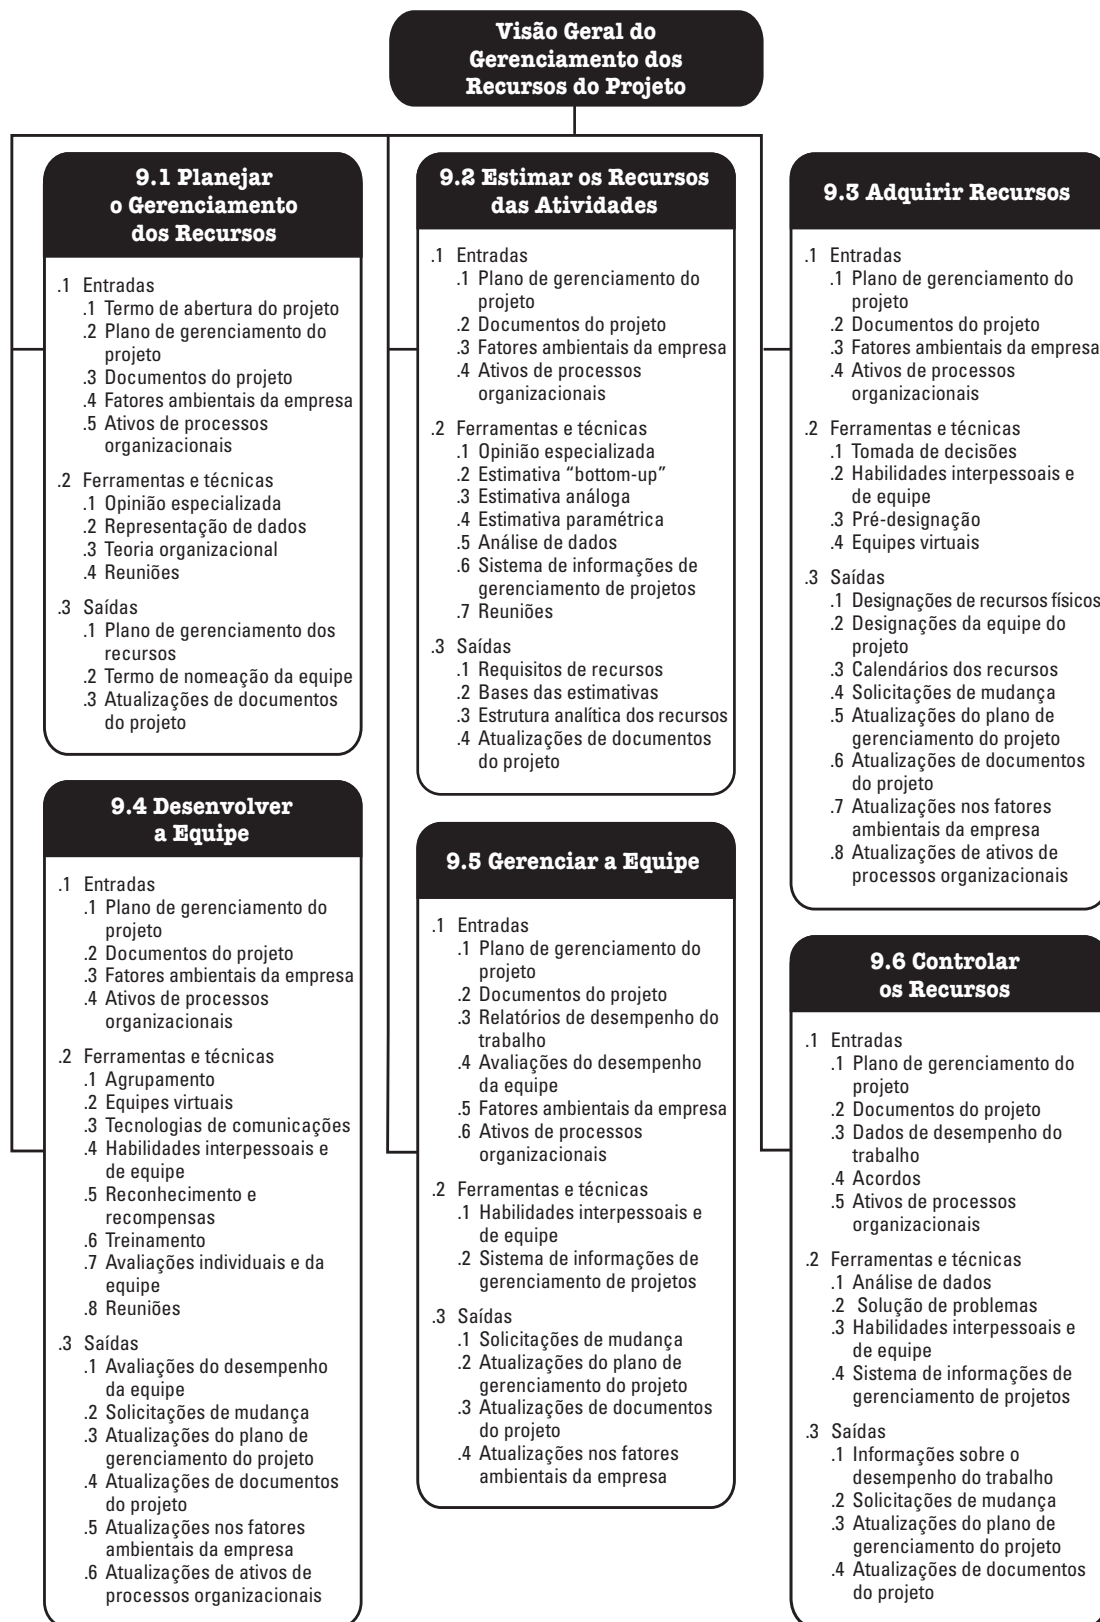 Visão Geral do
Gerenciamento dos
Recursos do Projeto
9.1 Planejar
o Gerenciamento
dos Recursos
.1 Entradas
.1 Termo de abertura do projeto
.2 Plano de gerenciamento do
projeto
.3 Documentos do projeto
.4 Fatores ambientais da empresa
.5 Ativos de processos
organizacionais
.2 Ferramentas e técnicas
.1 Opinião especializada
.2 Representação de dados
.3 Teoria organizacional
.4 Reuniões
.3 Saídas
.1 Plano de gerenciamento dos
recursos
.2 Termo de nomeação da equipe
.3 Atualizações de documentos
do projeto
9.2 Estimar os Recursos
das Atividades
.1 Entradas
.1 Plano de gerenciamento do
projeto
.2 Documentos do projeto
.3 Fatores ambientais da empresa
.4 Ativos de processos
organizacionais
.2 Ferramentas e técnicas
.1 Opinião especializada
.2 Estimativa “bottom-up”
.3 Estimativa análoga
.4 Estimativa paramétrica
.5 Análise de dados
.6 Sistema de informações de
gerenciamento de projetos
.7 Reuniões
.3 Saídas
.1 Requisitos de recursos
.2 Bases das estimativas
.3 Estrutura analítica dos recursos
.4 Atualizações de documentos
do projeto
9.3 Adquirir Recursos
.1 Entradas
.1 Plano de gerenciamento do
projeto
.2 Documentos do projeto
.3 Fatores ambientais da empresa
.4 Ativos de processos
organizacionais
.2 Ferramentas e técnicas
.1 Tomada de decisões
.2 Habilidades interpessoais e
de equipe
.3 Pré-designação
.4 Equipes virtuais
.3 Saídas
.1 Designações de recursos físicos
.2 Designações da equipe do
projeto
.3 Calendários dos recursos
.4 Solicitações de mudança
.5 Atualizações do plano de
gerenciamento do projeto
.6 Atualizações de documentos
do projeto
.7 Atualizações nos fatores
ambientais da empresa
.8 Atualizações de ativos de
processos organizacionais
9.4 Desenvolver
a Equipe
.1 Entradas
.1 Plano de gerenciamento do
projeto
.2 Documentos do projeto
.3 Fatores ambientais da empresa
.4 Ativos de processos
organizacionais
.2 Ferramentas e técnicas
.1 Agrupamento
.2 Equipes virtuais
.3 Tecnologias de comunicações
.4 Habilidades interpessoais e
de equipe
.5 Reconhecimento e
recompensas
.6 Treinamento
.7 Avaliações individuais e da
equipe
.8 Reuniões
.3 Saídas
.1 Avaliações do desempenho
da equipe
.2 Solicitações de mudança
.3 Atualizações do plano de
gerenciamento do projeto
.4 Atualizações de documentos
do projeto
.5 Atualizações nos fatores
ambientais da empresa
.6 Atualizações de ativos de
processos organizacionais
9.5 Gerenciar a Equipe
.1 Entradas
.1 Plano de gerenciamento do
projeto
.2 Documentos do projeto
.3 Relatórios de desempenho do
trabalho
.4 Avaliações do desempenho
da equipe
.5 Fatores ambientais da empresa
.6 Ativos de processos
organizacionais
.2 Ferramentas e técnicas
.1 Habilidades interpessoais e
de equipe
.2 Sistema de informações de
gerenciamento de projetos
.3 Saídas
.1 Solicitações de mudança
.2 Atualizações do plano de
gerenciamento do projeto
.3 Atualizações de documentos
do projeto
.4 Atualizações nos fatores
ambientais da empresa
9.6 Controlar
os Recursos
.1 Entradas
.1 Plano de gerenciamento do
projeto
.2 Documentos do projeto
.3 Dados de desempenho do
trabalho
.4 Acordos
.5 Ativos de processos
organizacionais
.2 Ferramentas e técnicas
.1 Análise de dados
.2 Solução de problemas
.3 Habilidades interpessoais e
de equipe
.4 Sistema de informações de
gerenciamento de projetos
.3 Saídas
.1 Informações sobre o
desempenho do trabalho
.2 Solicitações de mudança
.3 Atualizações do plano de
gerenciamento do projeto
.4 Atualizações de documentos
do projeto